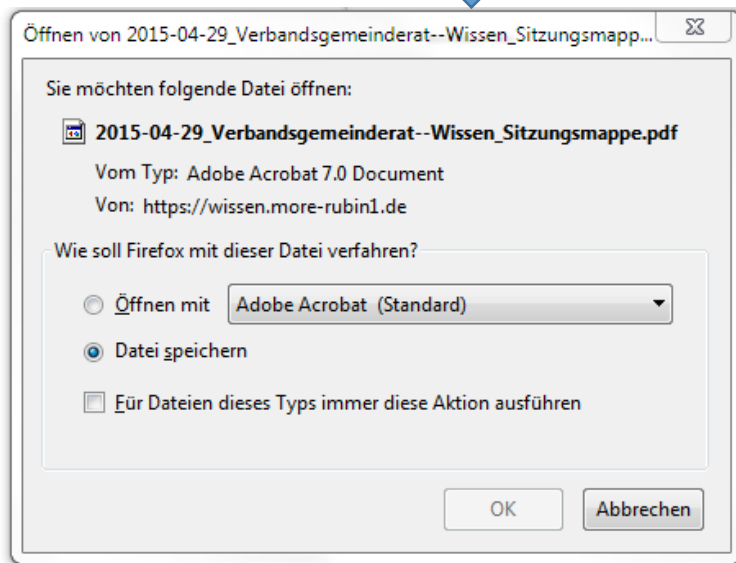 Öffnen von 2015-04-29_Verbandsgemeinderat--Wissen_Sitzungsmapp...
Sie möchten folgende Datei öffnen:
2015-04-29_Verbandsgemeinderat--Wissen_Sitzungsmappe.pdf
Vom Typ: Adobe Acrobat 7.0 Document
Von: https://wissen.more-rubin1.de
Wie soll Firefox mit dieser Datei verfahren?
Öffnen mit Adobe Acrobat (Standard)
Datei speichern
Für Dateien dieses Typs immer diese Aktion ausführen
OK Abbrechen